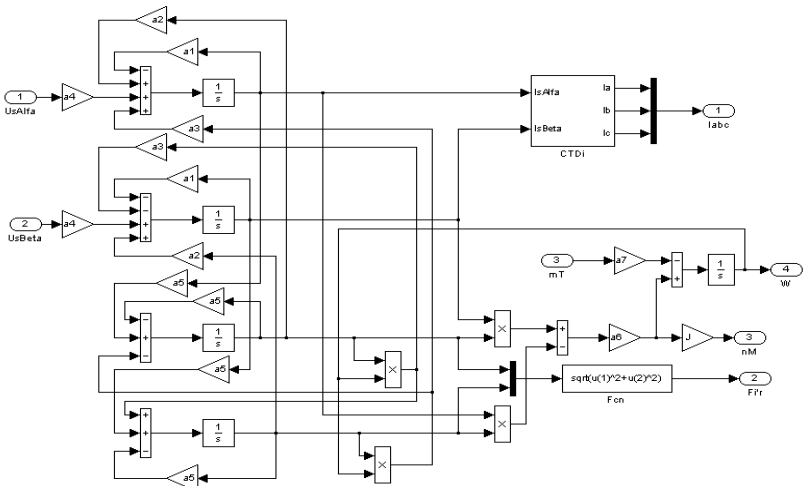 a2
a1
1
UsAlfa
a4
−
+
+
+
1
s
a3
a3
a1
2
UsBeta
a4
−
−
+
+
1
s
a2
a5
a5
−
+
−
1
s
a5
+
+
−
1
s
a5
IsAlfa
IsBeta
Ia
Ib
Ic
CTDi
1
Iabc
3
mT
a7
−
+
1
s
4
W
×
×
×
×
+
−
a6
J
3
nM
sqrt(u(1)^2+u(2)^2)
Fcn
2
Fi'r